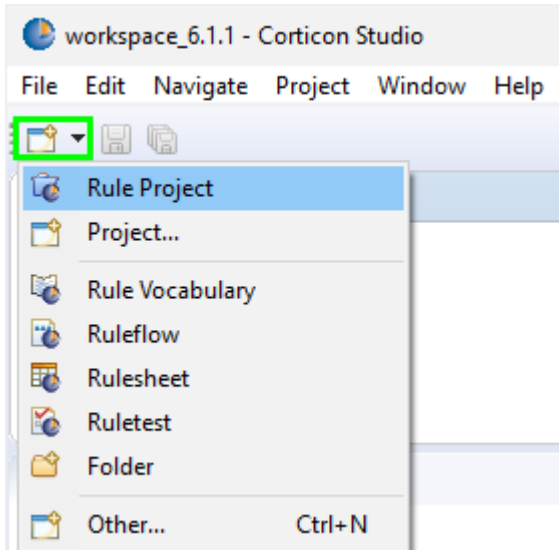 workspace_6.1.1 - Corticon Studio
File Edit Navigate Project Window Help
Rule Project
Project...
Rule Vocabulary
Ruleflow
Rulesheet
Ruletest
Folder
Other... Ctrl+N